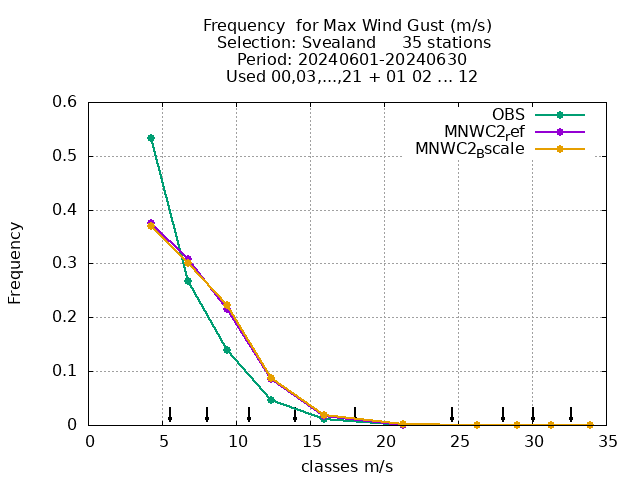 Frequency  for Max Wind Gust (m/s)
Selection: Svealand     35 stations
Period: 20240601-20240630
Used 00,03,...,21 + 01 02 ... 12
OBS
MNWC2ref
MNWC2Bscale
Frequency
0.6
0.5
0.4
0.3
0.2
0.1
0
0 5 10 15 20 25 30 35
classes m/s